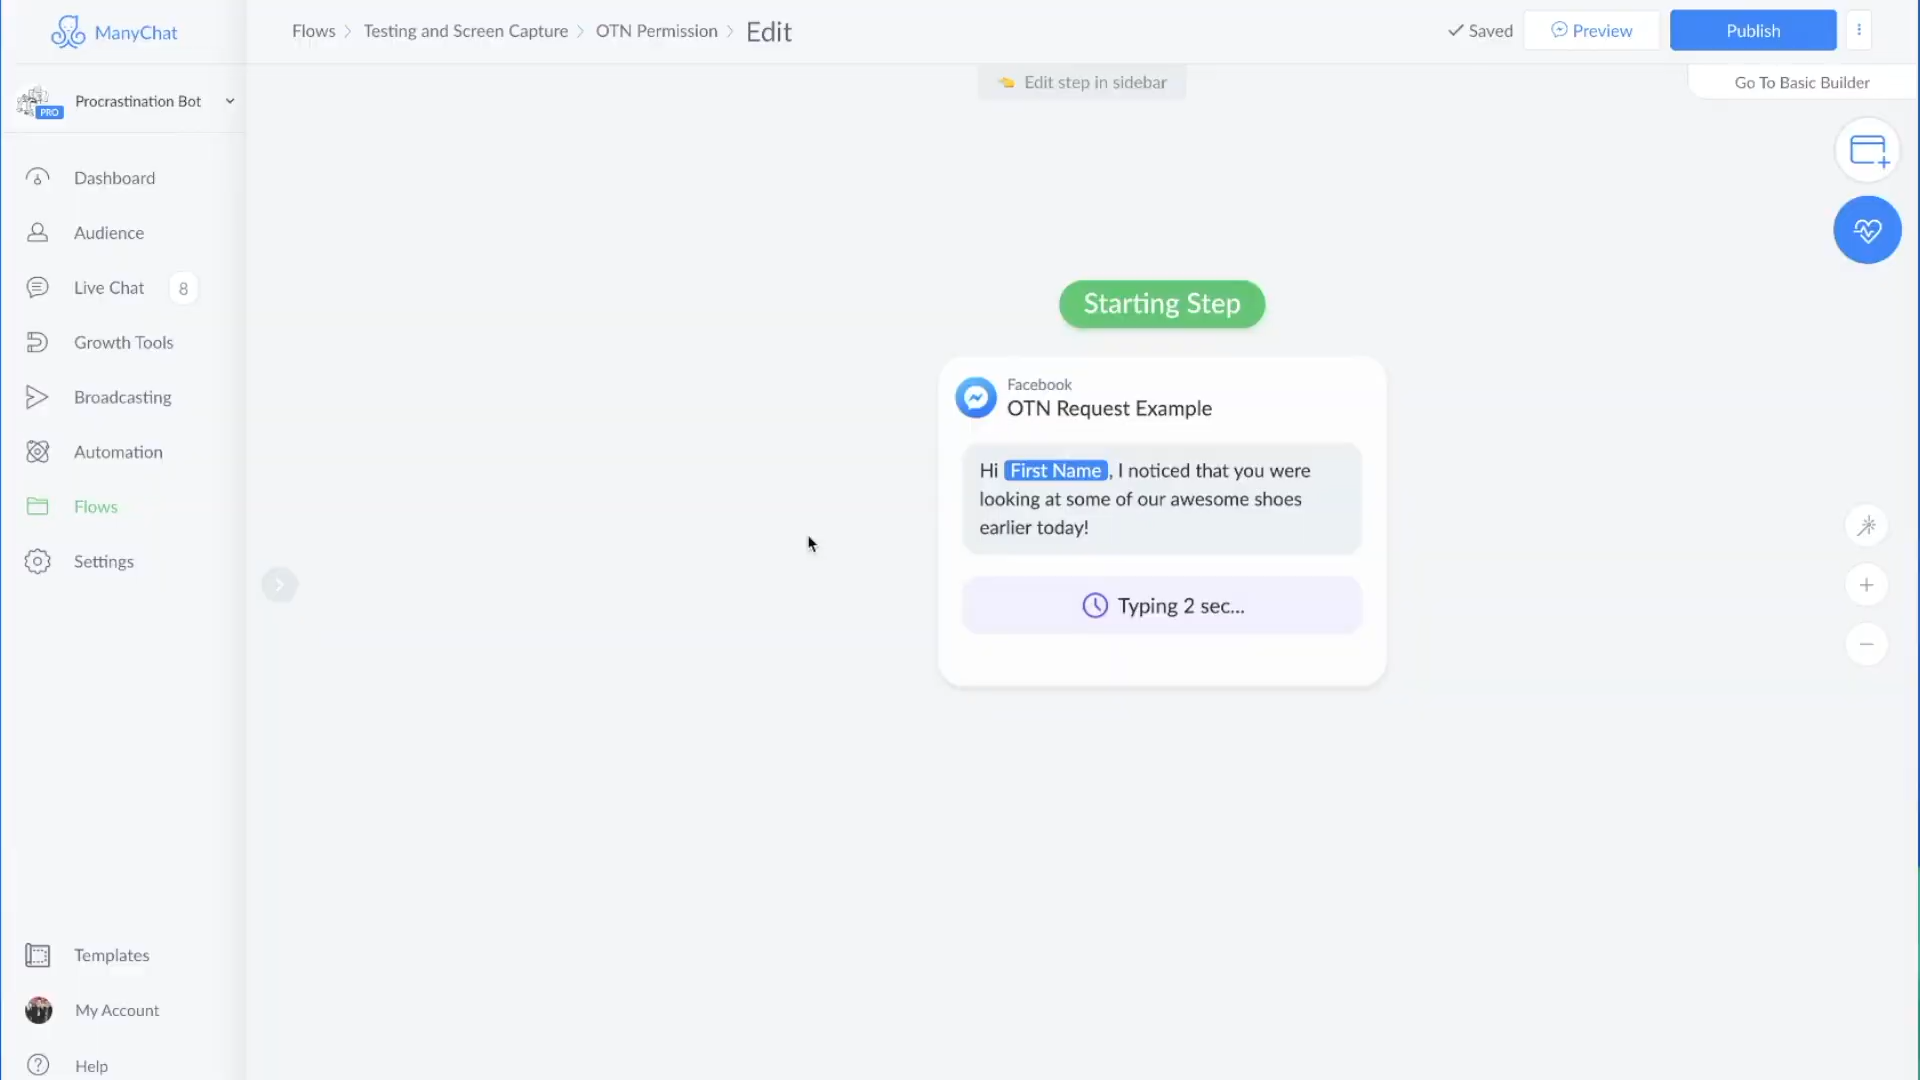 ManyChat
Flows
Testing and Screen Capture
OTN Permission
Edit
Saved
Preview
Publish
Edit step in sidebar
Go To Basic Builder
PRO
Procrastination Bot
Dashboard
Audience
Live Chat 8
Growth Tools
Broadcasting
Automation
Flows
Settings
Templates
My Account
Help
Starting Step
Facebook
OTN Request Example
Hi First Name, I noticed that you were
looking at some of our awesome shoes
earlier today!
Typing 2 sec...